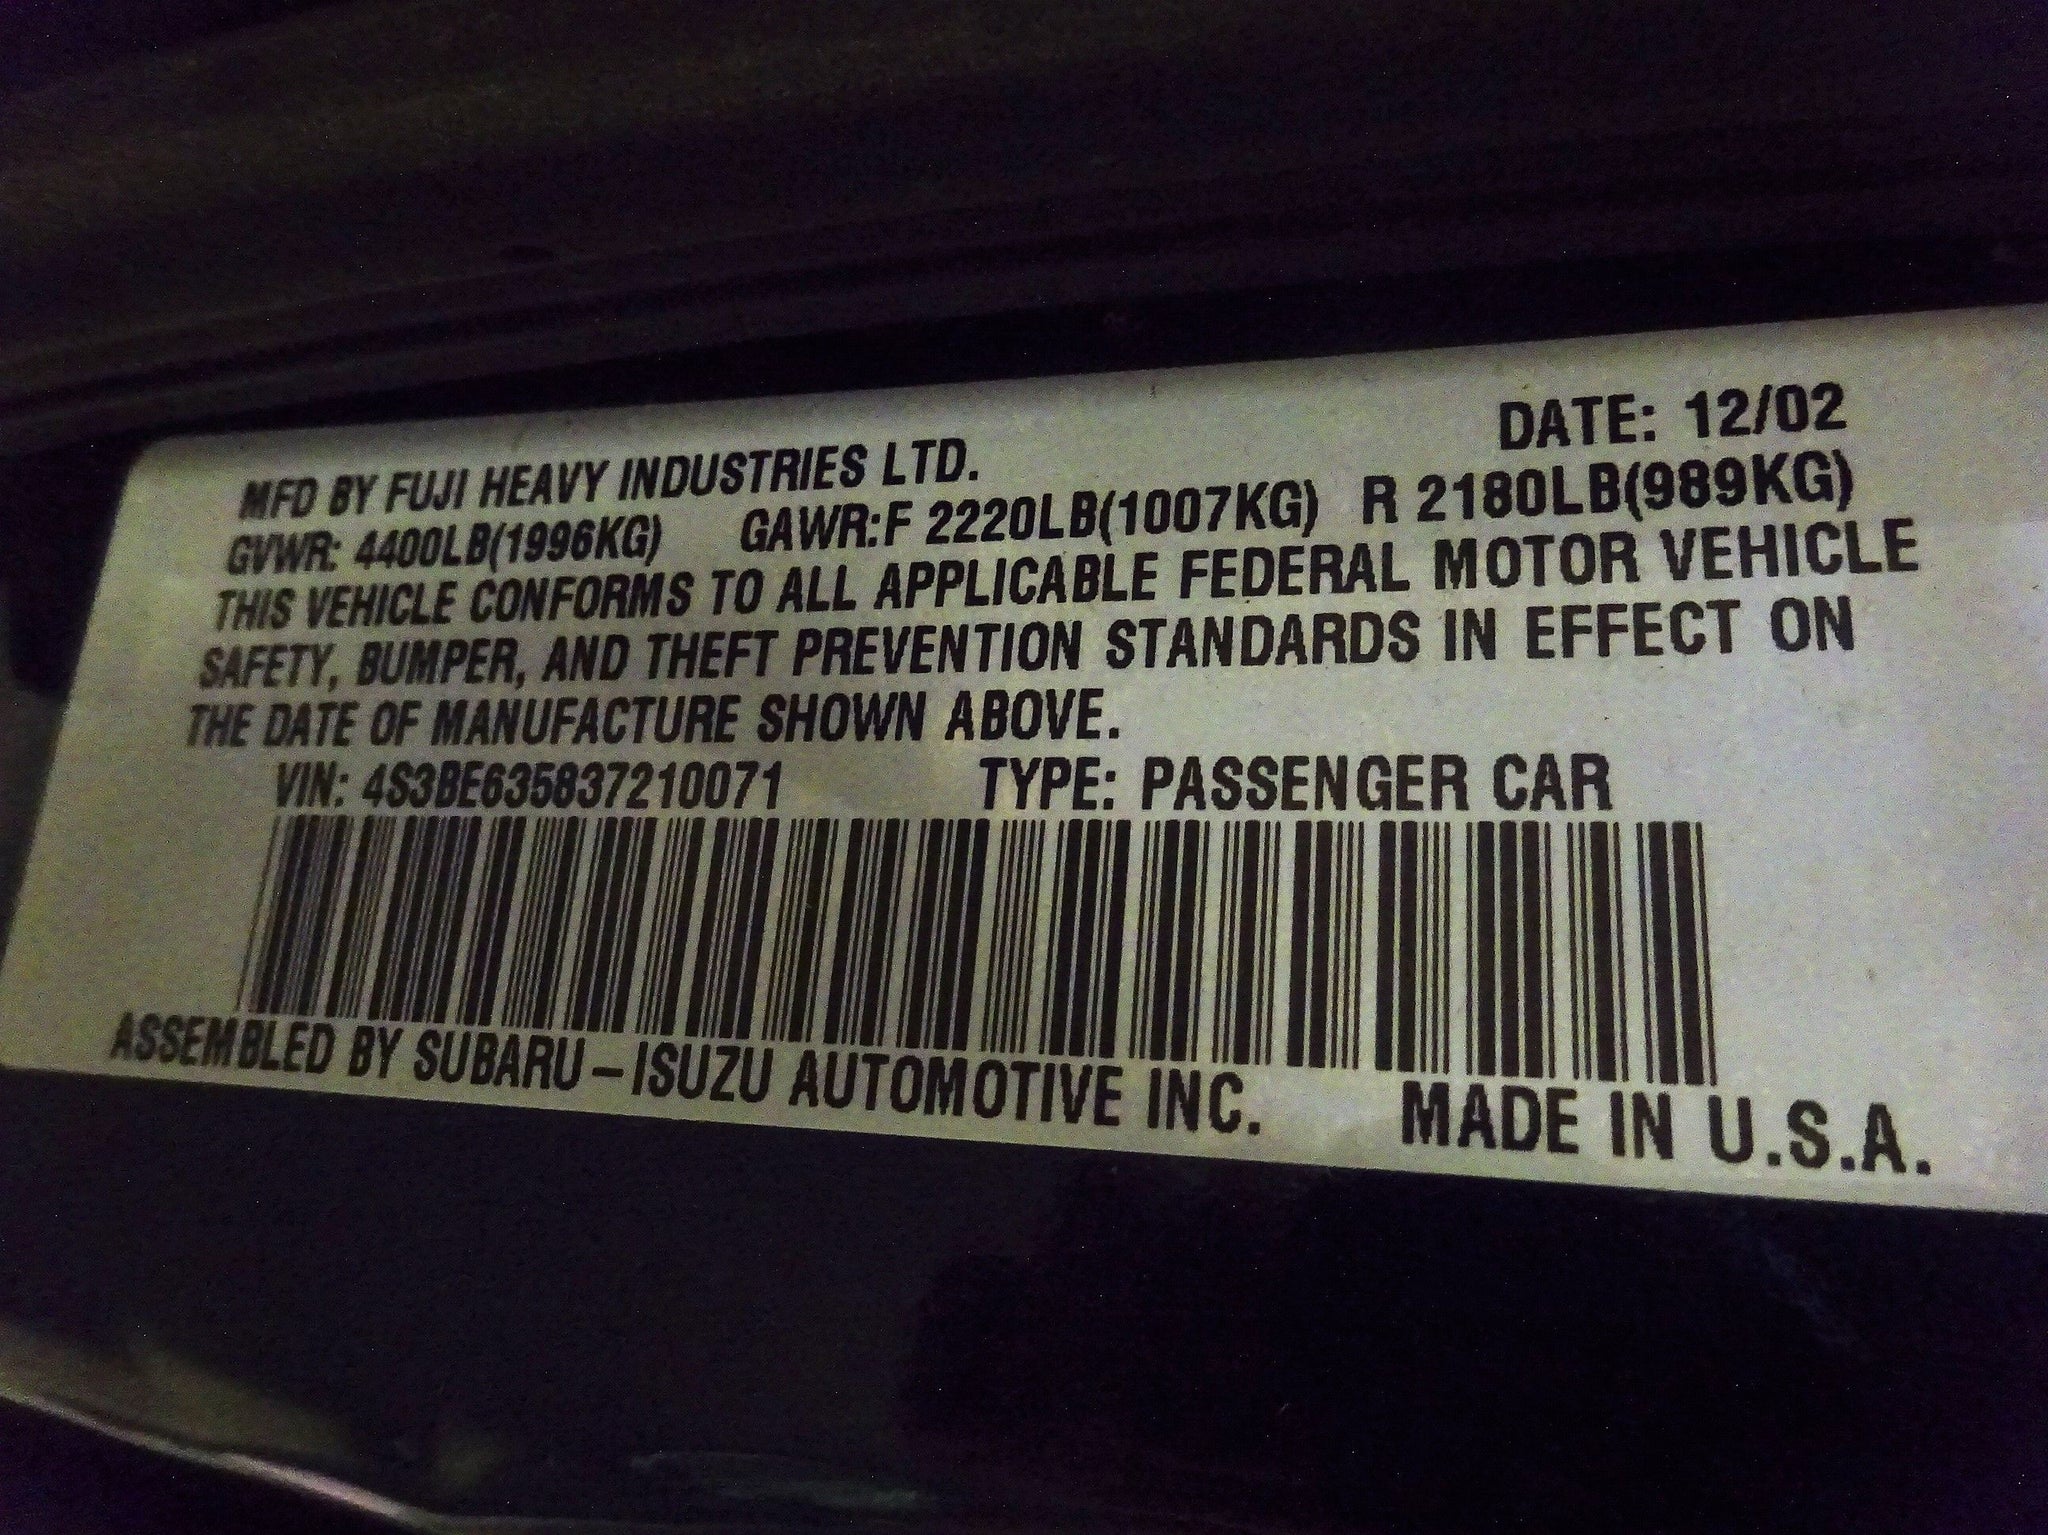 DATE: 12/02
MFD BY FUJI HEAVY INDUSTRIES LTD.
GVWR: 4400LB(1996KG) GAWR:F 2220LB(1007KG) R 2180LB(989KG)
THIS VEHICLE CONFORMS TO ALL APPLICABLE FEDERAL MOTOR VEHICLE
SAFETY, BUMPER, AND THEFT PREVENTION STANDARDS IN EFFECT ON
THE DATE OF MANUFACTURE SHOWN ABOVE.
VIN: 4S3BE635837210071 TYPE: PASSENGER CAR
ASSEMBLED BY SUBARU-ISUZU AUTOMOTIVE INC. MADE IN U.S.A.